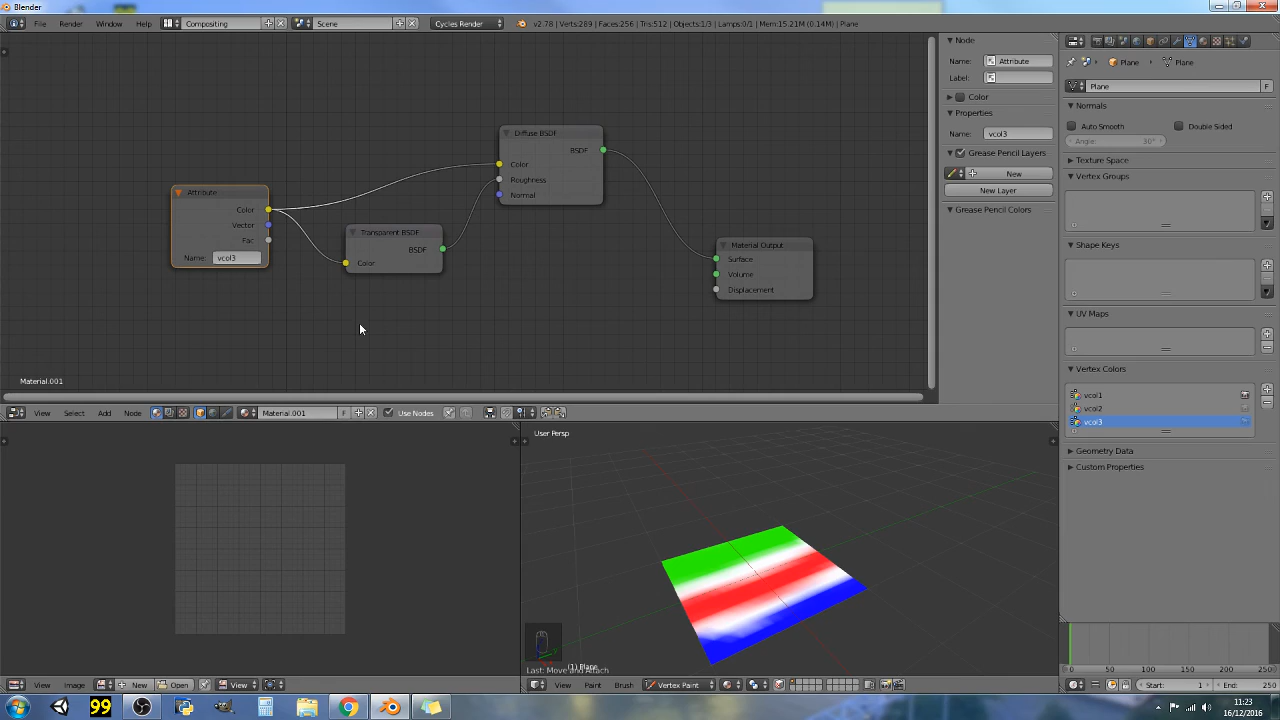 Blender
File Render Window Help Compositing Scene Cycles Render v2.78 | Verts:289 | Faces:256 | Tris:512 | Objects:1/3 | Lamps:0/1 | Mem:15.21M (0.14M) | Plane
Node
Name: Attribute
Label:
Color
Properties
Name: vcol3
Grease Pencil Layers
New
New Layer
Grease Pencil Colors
Attribute
Color
Vector
Fac
Name: vcol3
Transparent BSDF
BSDF
Color
Diffuse BSDF
BSDF
Color
Roughness
Normal
Material Output
Surface
Volume
Displacement
Material.001
View Select Add Node Material.001 F Use Nodes
Plane Plane
Plane F
Normals
Auto Smooth Double Sided
Angle: 30°
Texture Space
Vertex Groups
Shape Keys
UV Maps
Vertex Colors
vcol1
vcol2
vcol3
Geometry Data
Custom Properties
User Persp
(1) Plane
Last: Move and Attach
View Image New Open View
View Paint Brush Vertex Paint
0 50 100 150 200 250
Start: 1 End: 250
99
11:23
16/12/2016